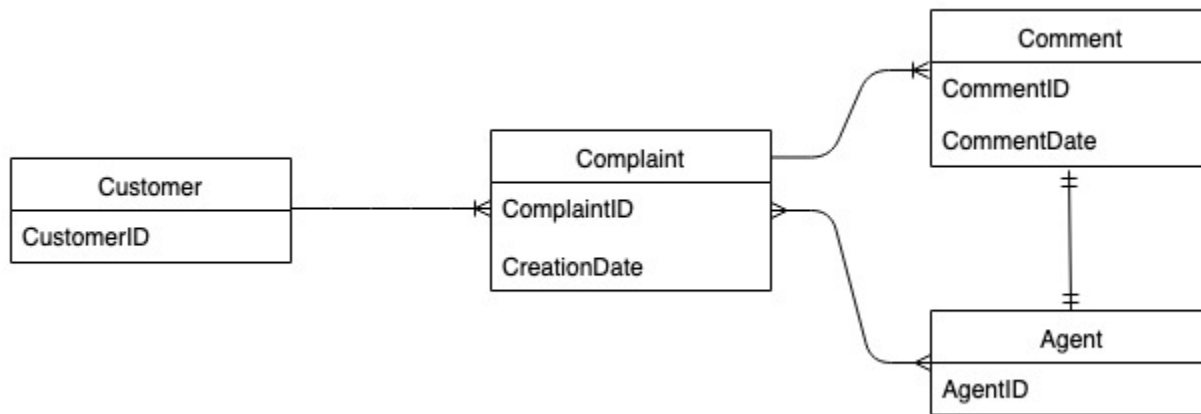 Customer
CustomerID
Complaint
ComplaintID
CreationDate
Comment
CommentID
CommentDate
Agent
AgentID